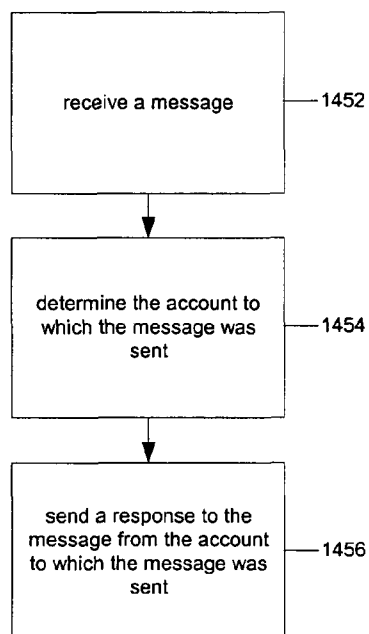 receive a message
1452
determine the account to
which the message was
sent
1454
send a response to the
message from the account
to which the message was
sent
1456